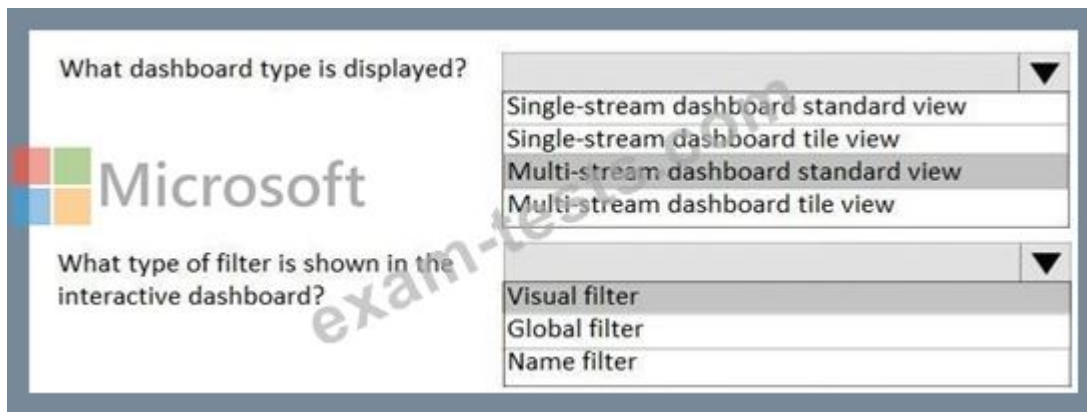 What dashboard type is displayed?
Single-stream dashboard standard view
Single-stream dashboard tile view
Multi-stream dashboard standard view
Multi-stream dashboard tile view
Microsoft
exam-tests.com
What type of filter is shown in the
interactive dashboard?
Visual filter
Global filter
Name filter